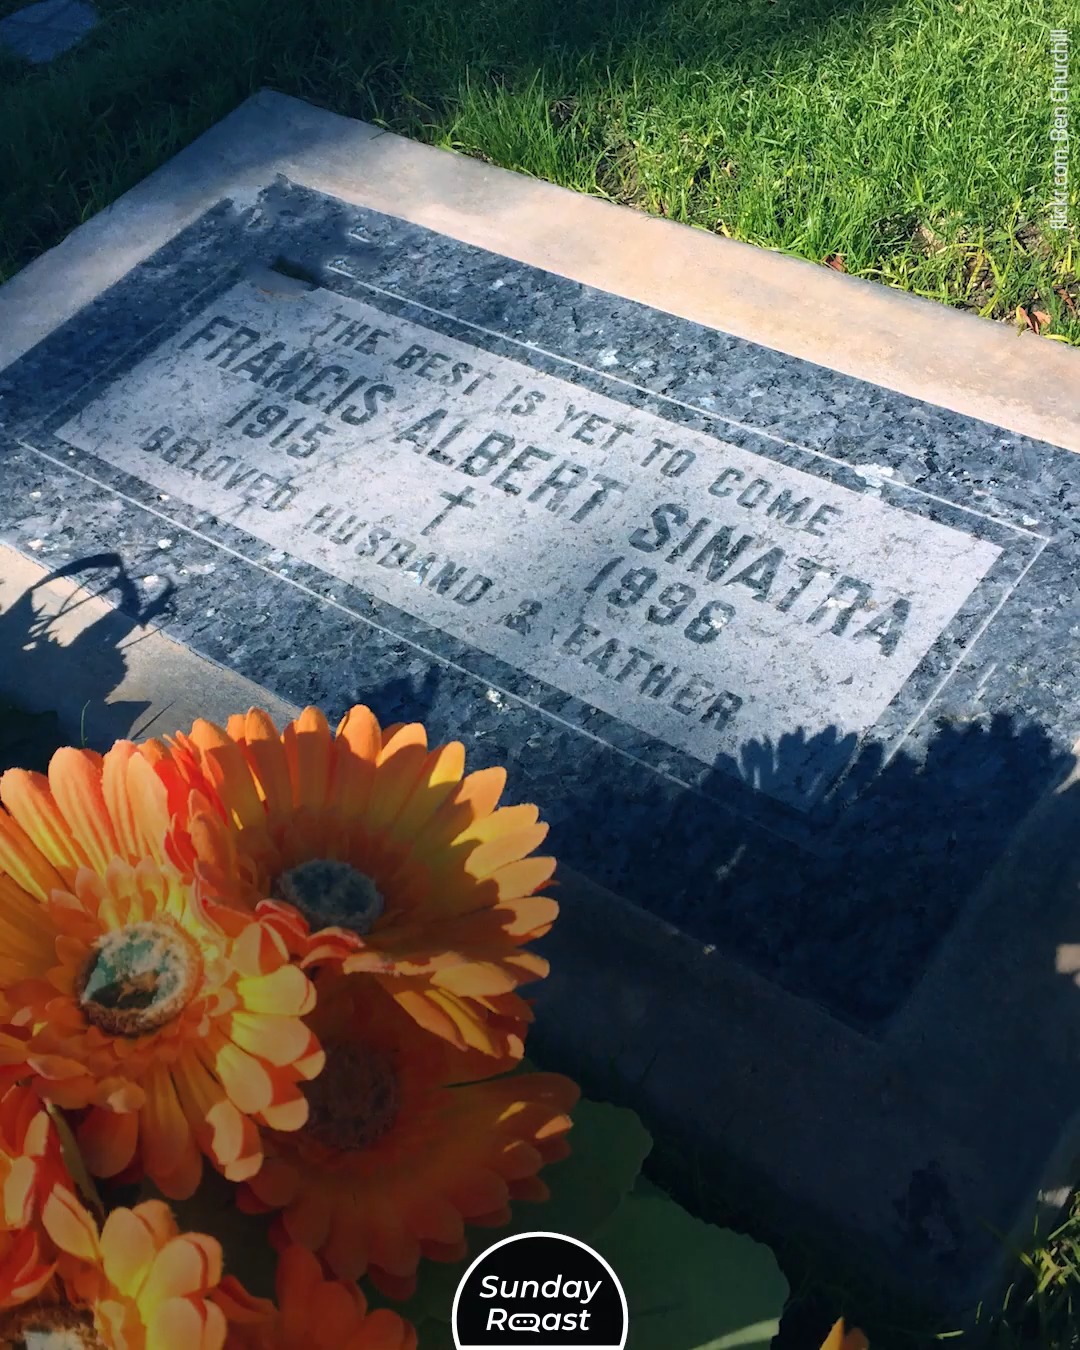 THE BEST IS YET TO COME
FRANCIS ALBERT SINATRA
1915 1998
BELOVED HUSBAND & FATHER
flickr.com: Ben Churchill
Sunday
Roast